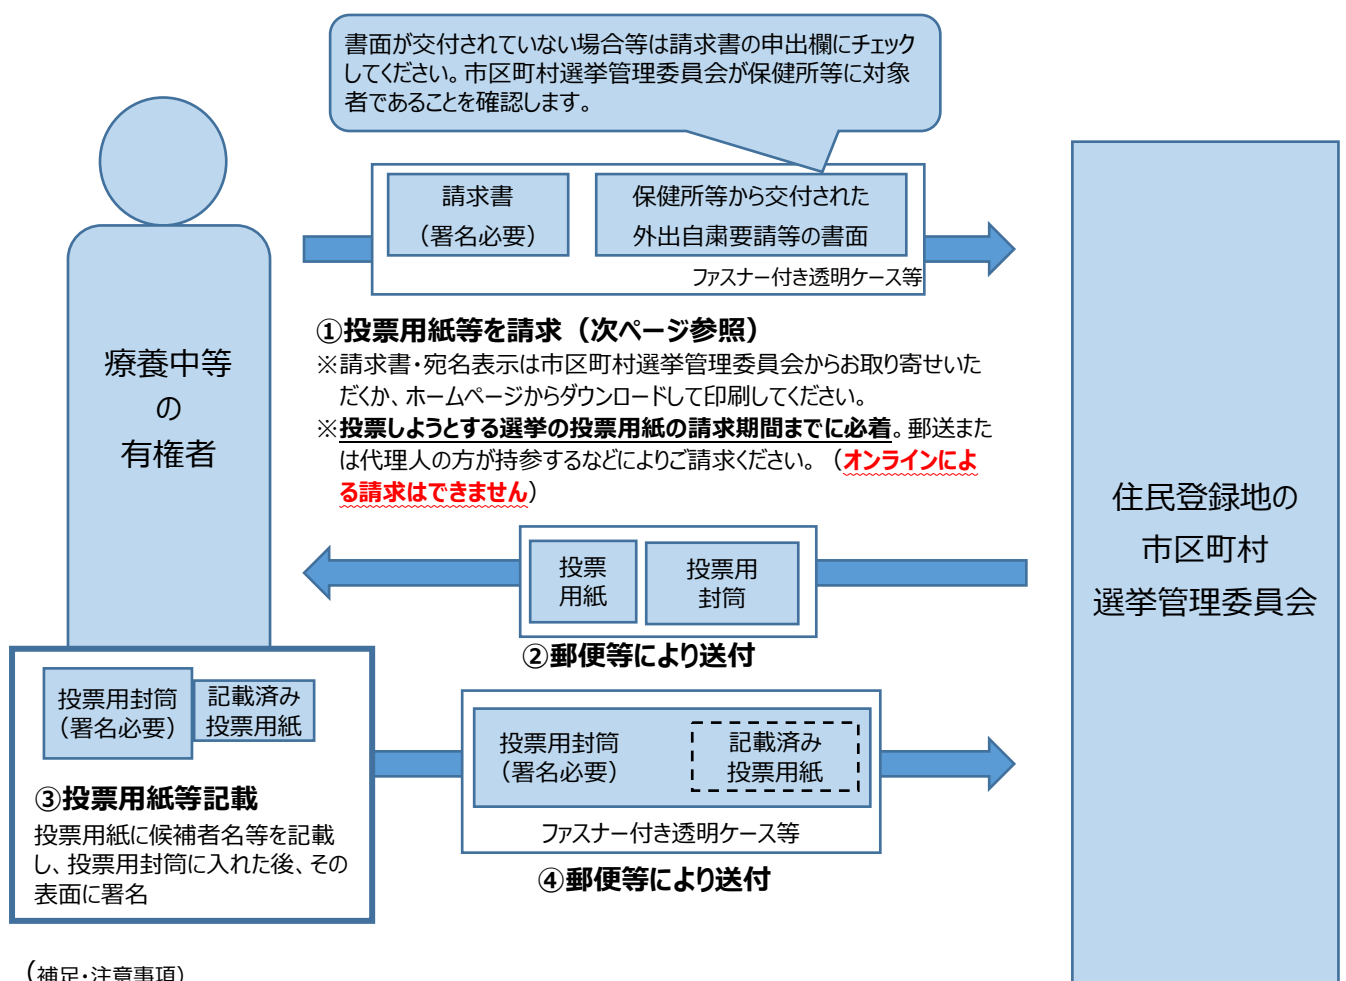 書面が交付されていない場合等は請求書の申出欄にチェック
してください。市区町村選挙管理委員会が保健所等に対象
者であることを確認します。
請求書
（署名必要）
保健所等から交付された
外出自粛要請等の書面
ファスナー付き透明ケース等
①投票用紙等を請求（次ページ参照）
※請求書・宛名表示は市区町村選挙管理委員会からお取り寄せいた
だくか、ホームページからダウンロードして印刷してください。
※投票しようとする選挙の投票用紙の請求期間までに必着。郵送また
は代理人の方が持参するなどによりご請求ください。（オンラインによ
る請求はできません）
療養中等
の
有権者
住民登録地の
市区町村
選挙管理委員会
投票
用紙
投票用
封筒
②郵便等により送付
投票用封筒
（署名必要）
記載済み
投票用紙
③投票用紙等記載
投票用紙に候補者名等を記載
し、投票用封筒に入れた後、その
表面に署名
投票用封筒
（署名必要）
記載済み
投票用紙
ファスナー付き透明ケース等
④郵便等により送付
（補足・注意事項）